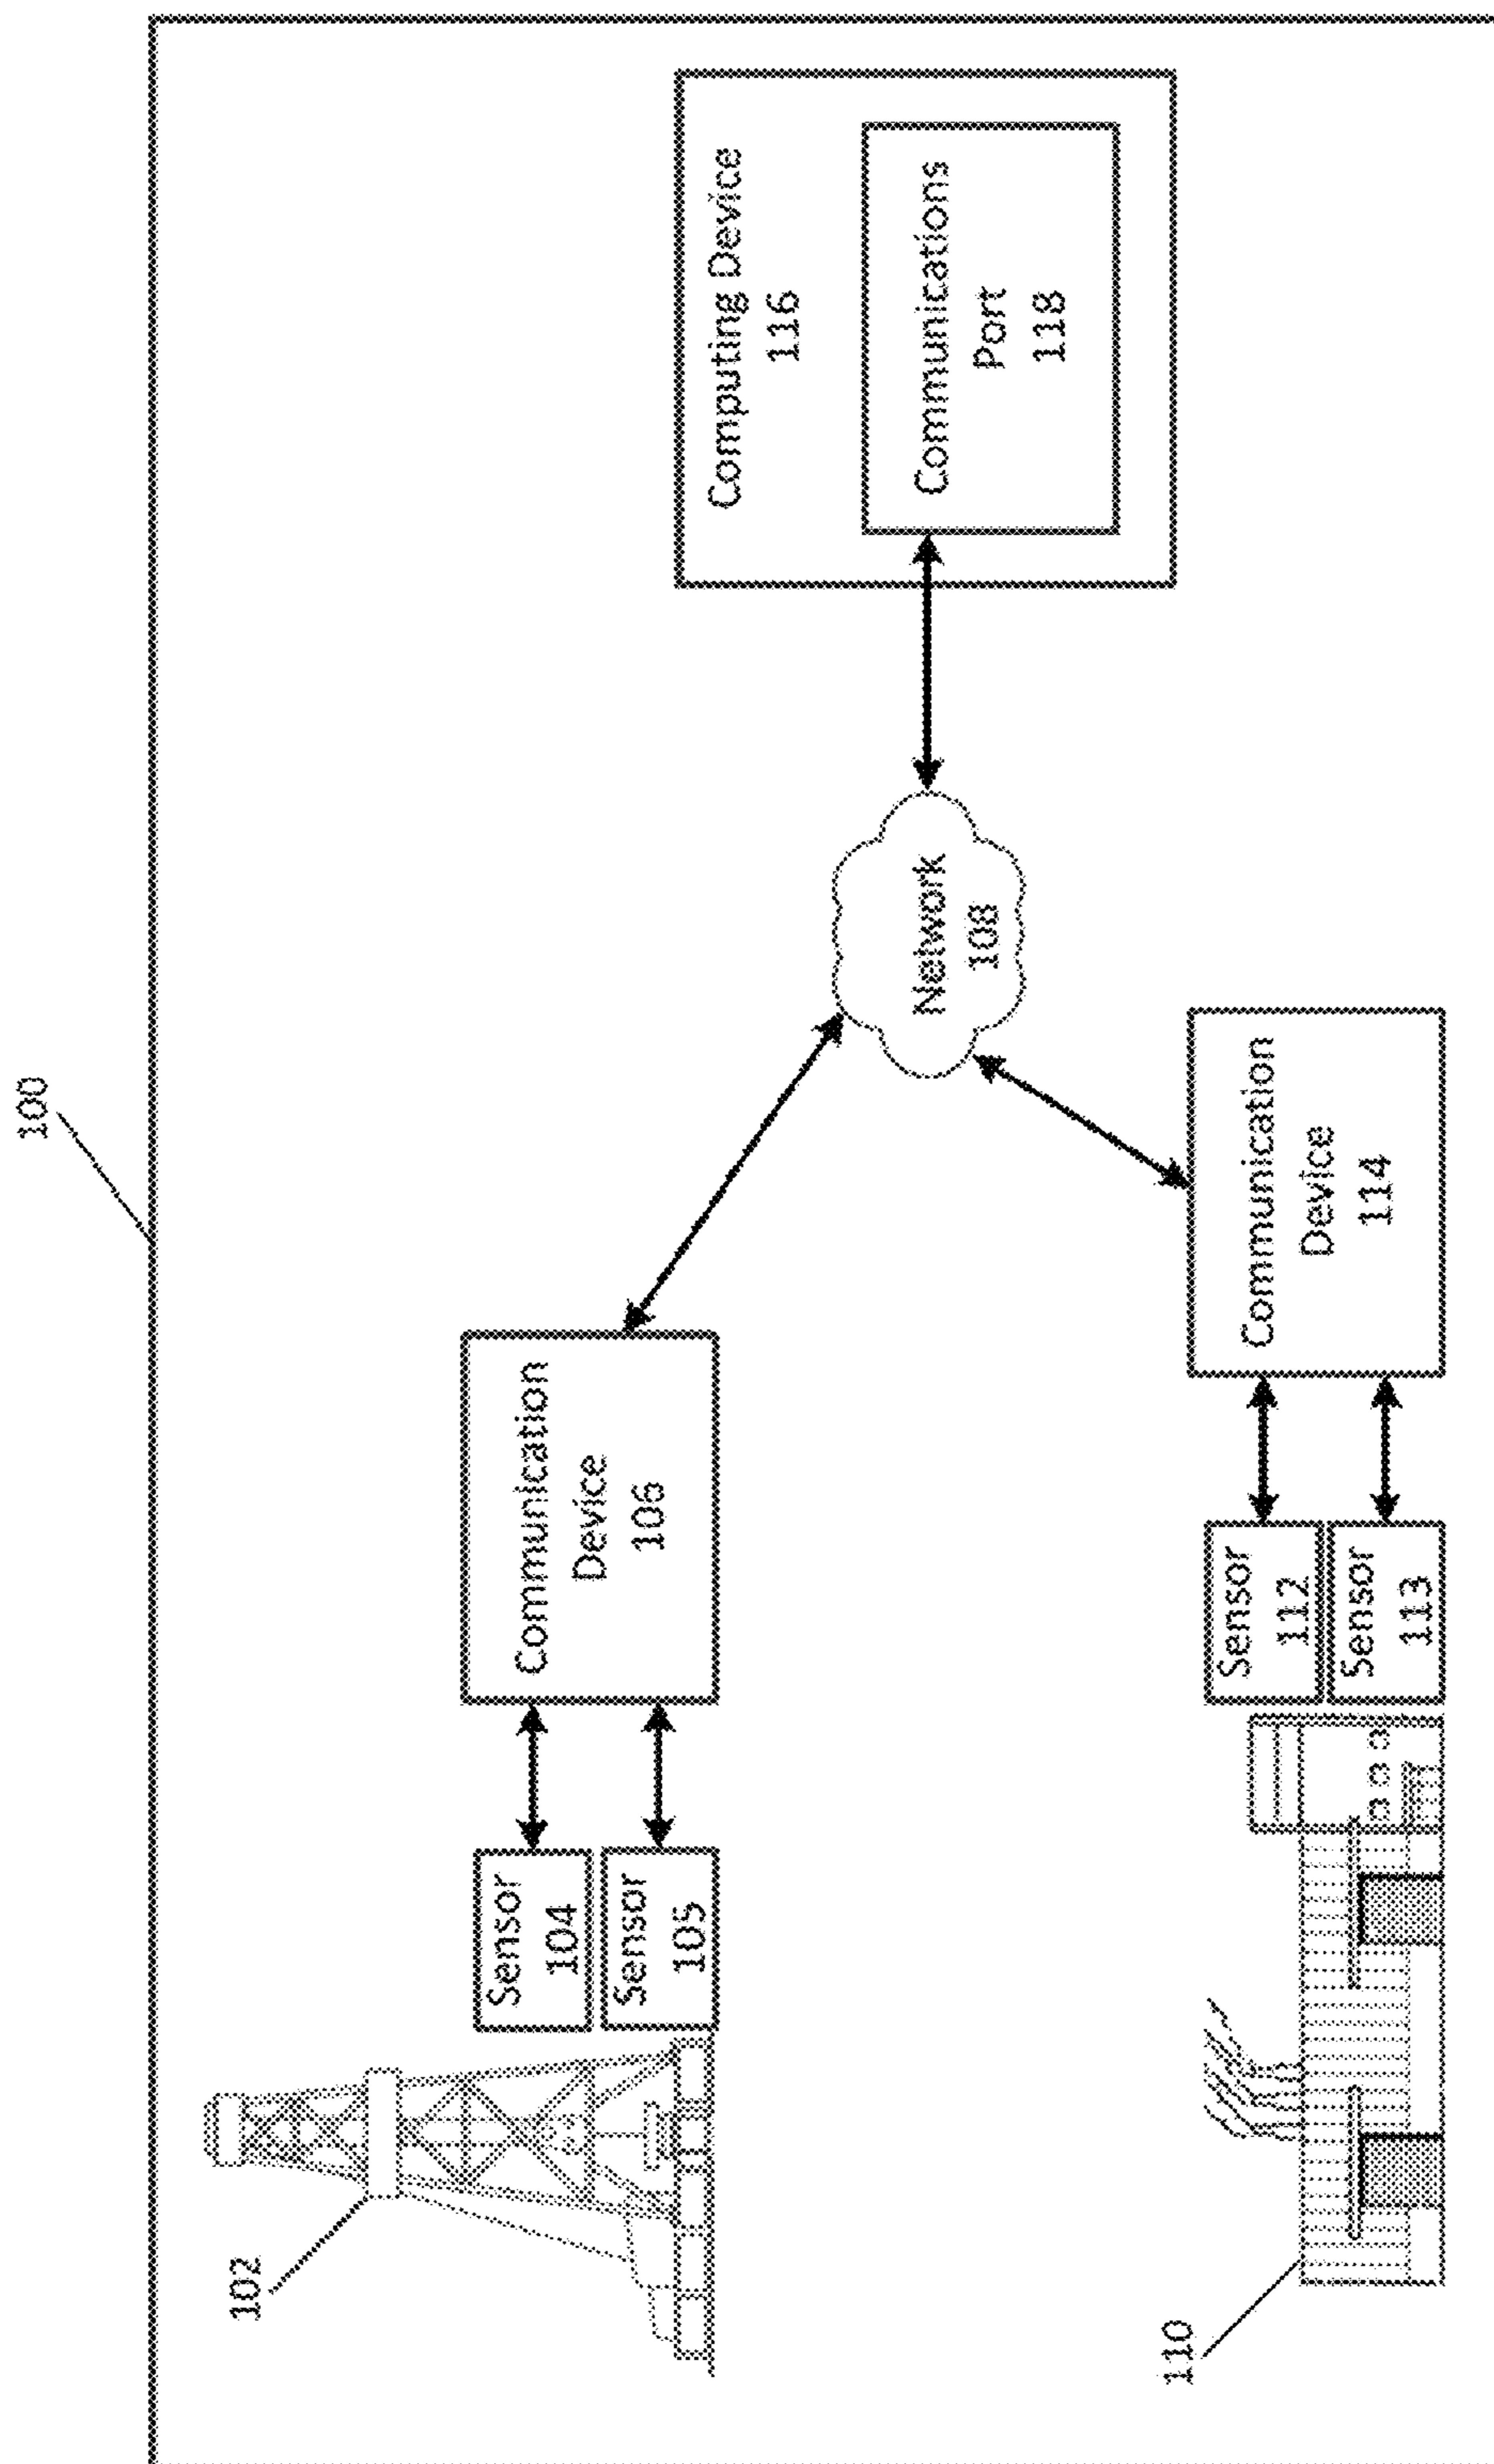 100
102
Sensor
104
Sensor
105
Communication
Device
106
Network
108
Computing Device
116
Communications
Port
118
110
Sensor
112
Sensor
113
Communication
Device
114